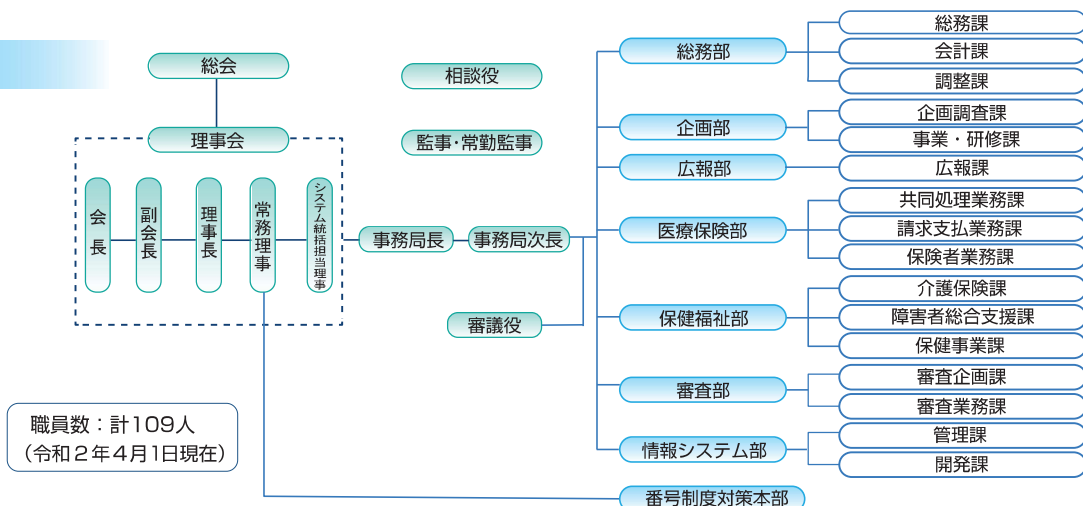 総会
理事会
会長
副会長
理事長
常務理事
システム統括担当理事
相談役
監事・常勤監事
事務局長
事務局次長
審議役
総務部
総務課
会計課
調整課
企画部
企画調査課
事業・研修課
広報部
広報課
医療保険部
共同処理業務課
請求支払業務課
保険者業務課
保健福祉部
介護保険課
障害者総合支援課
保健事業課
審査部
審査企画課
審査業務課
情報システム部
管理課
開発課
番号制度対策本部
職員数：計109人
（令和２年４月１日現在）